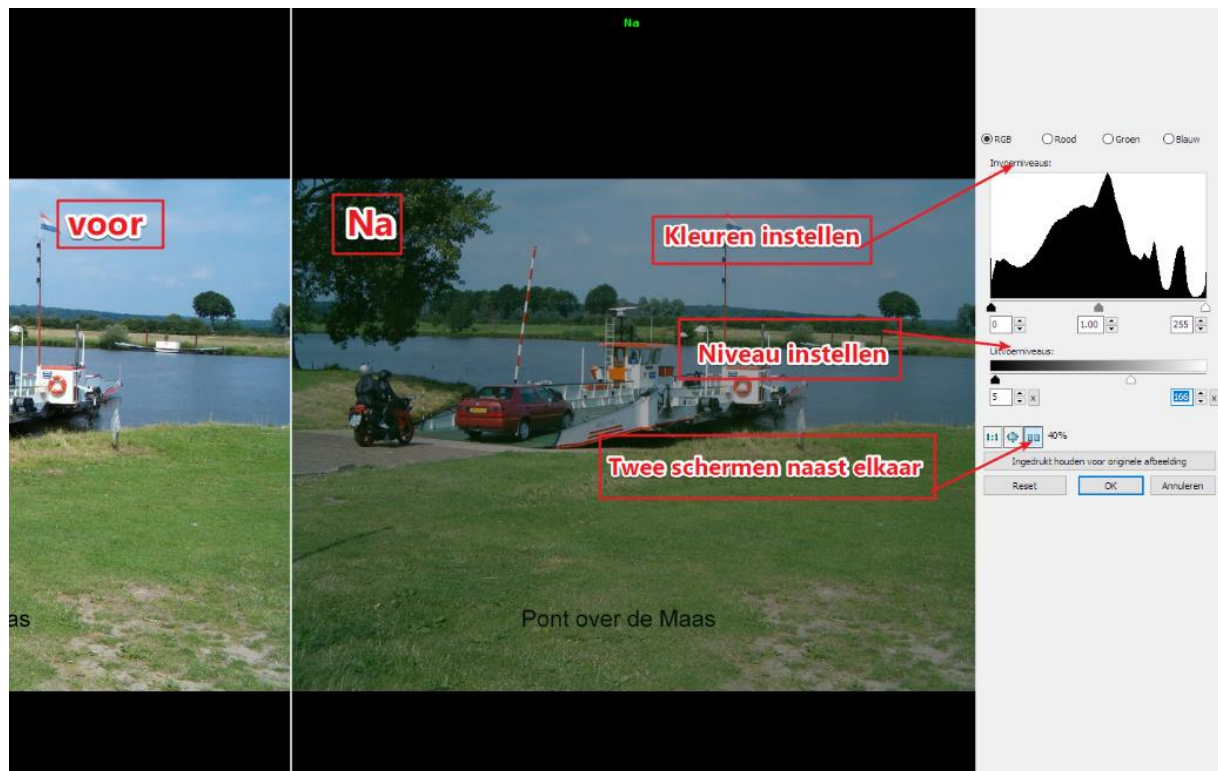 Na
voor
Na
Kleuren instellen
Niveau instellen
Twee schermen naast elkaar
as
Pont over de Maas
RGB Rood Groen Blauw
Invoerniveaus:
0 1.00 255
Uitvoerniveaus:
5 x 166 x
1:1 40%
Ingedrukt houden voor originele afbeelding
Reset OK Annuleren